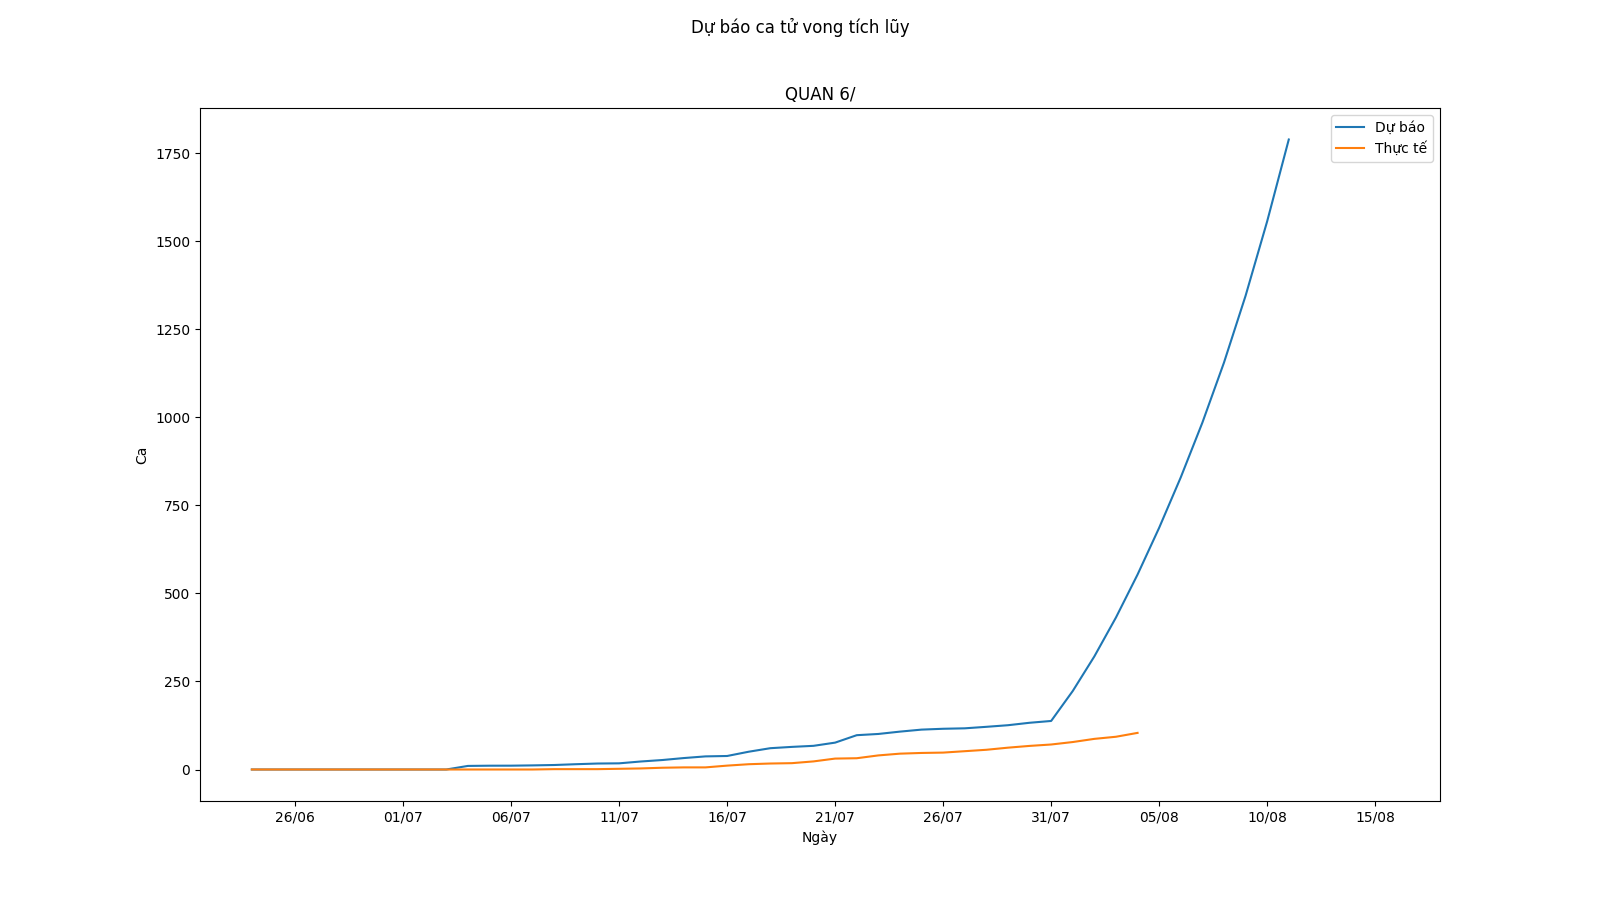 Dự báo ca tử vong tích lũy
QUAN 6/
Dự báo
Thực tế
1750
1500
1250
1000
750
500
250
0
Ca
26/06 01/07 06/07 11/07 16/07 21/07 26/07 31/07 05/08 10/08 15/08
Ngày